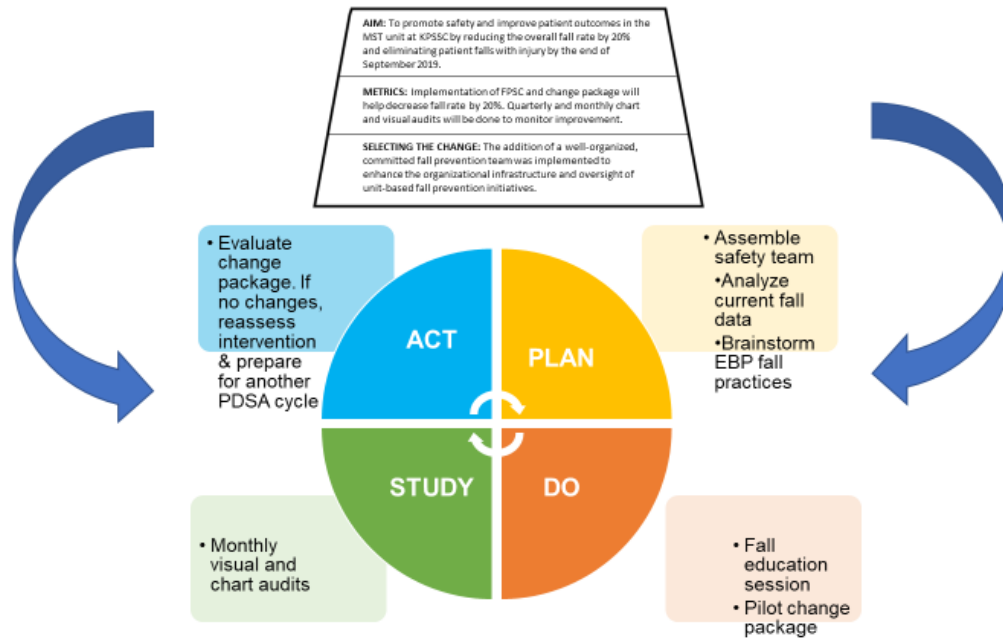 AIM: To promote safety and improve patient outcomes in the
MST unit at KPSSC by reducing the overall fall rate by 20%
and eliminating patient falls with injury by the end of
September 2019.
METRICS: Implementation of FPSC and change package will
help decrease fall rate by 20%. Quarterly and monthly chart
and visual audits will be done to monitor improvement.
SELECTING THE CHANGE: The addition of a well-organized,
committed fall prevention team was implemented to
enhance the organizational infrastructure and oversight of
unit-based fall prevention initiatives.
• Evaluate
change
package. If
no changes,
reassess
intervention
& prepare
for another
PDSA cycle
ACT
PLAN
• Assemble
safety team
•Analyze
current fall
data
•Brainstorm
EBP fall
practices
STUDY
DO
• Monthly
visual and
chart audits
• Fall
education
session
• Pilot change
package